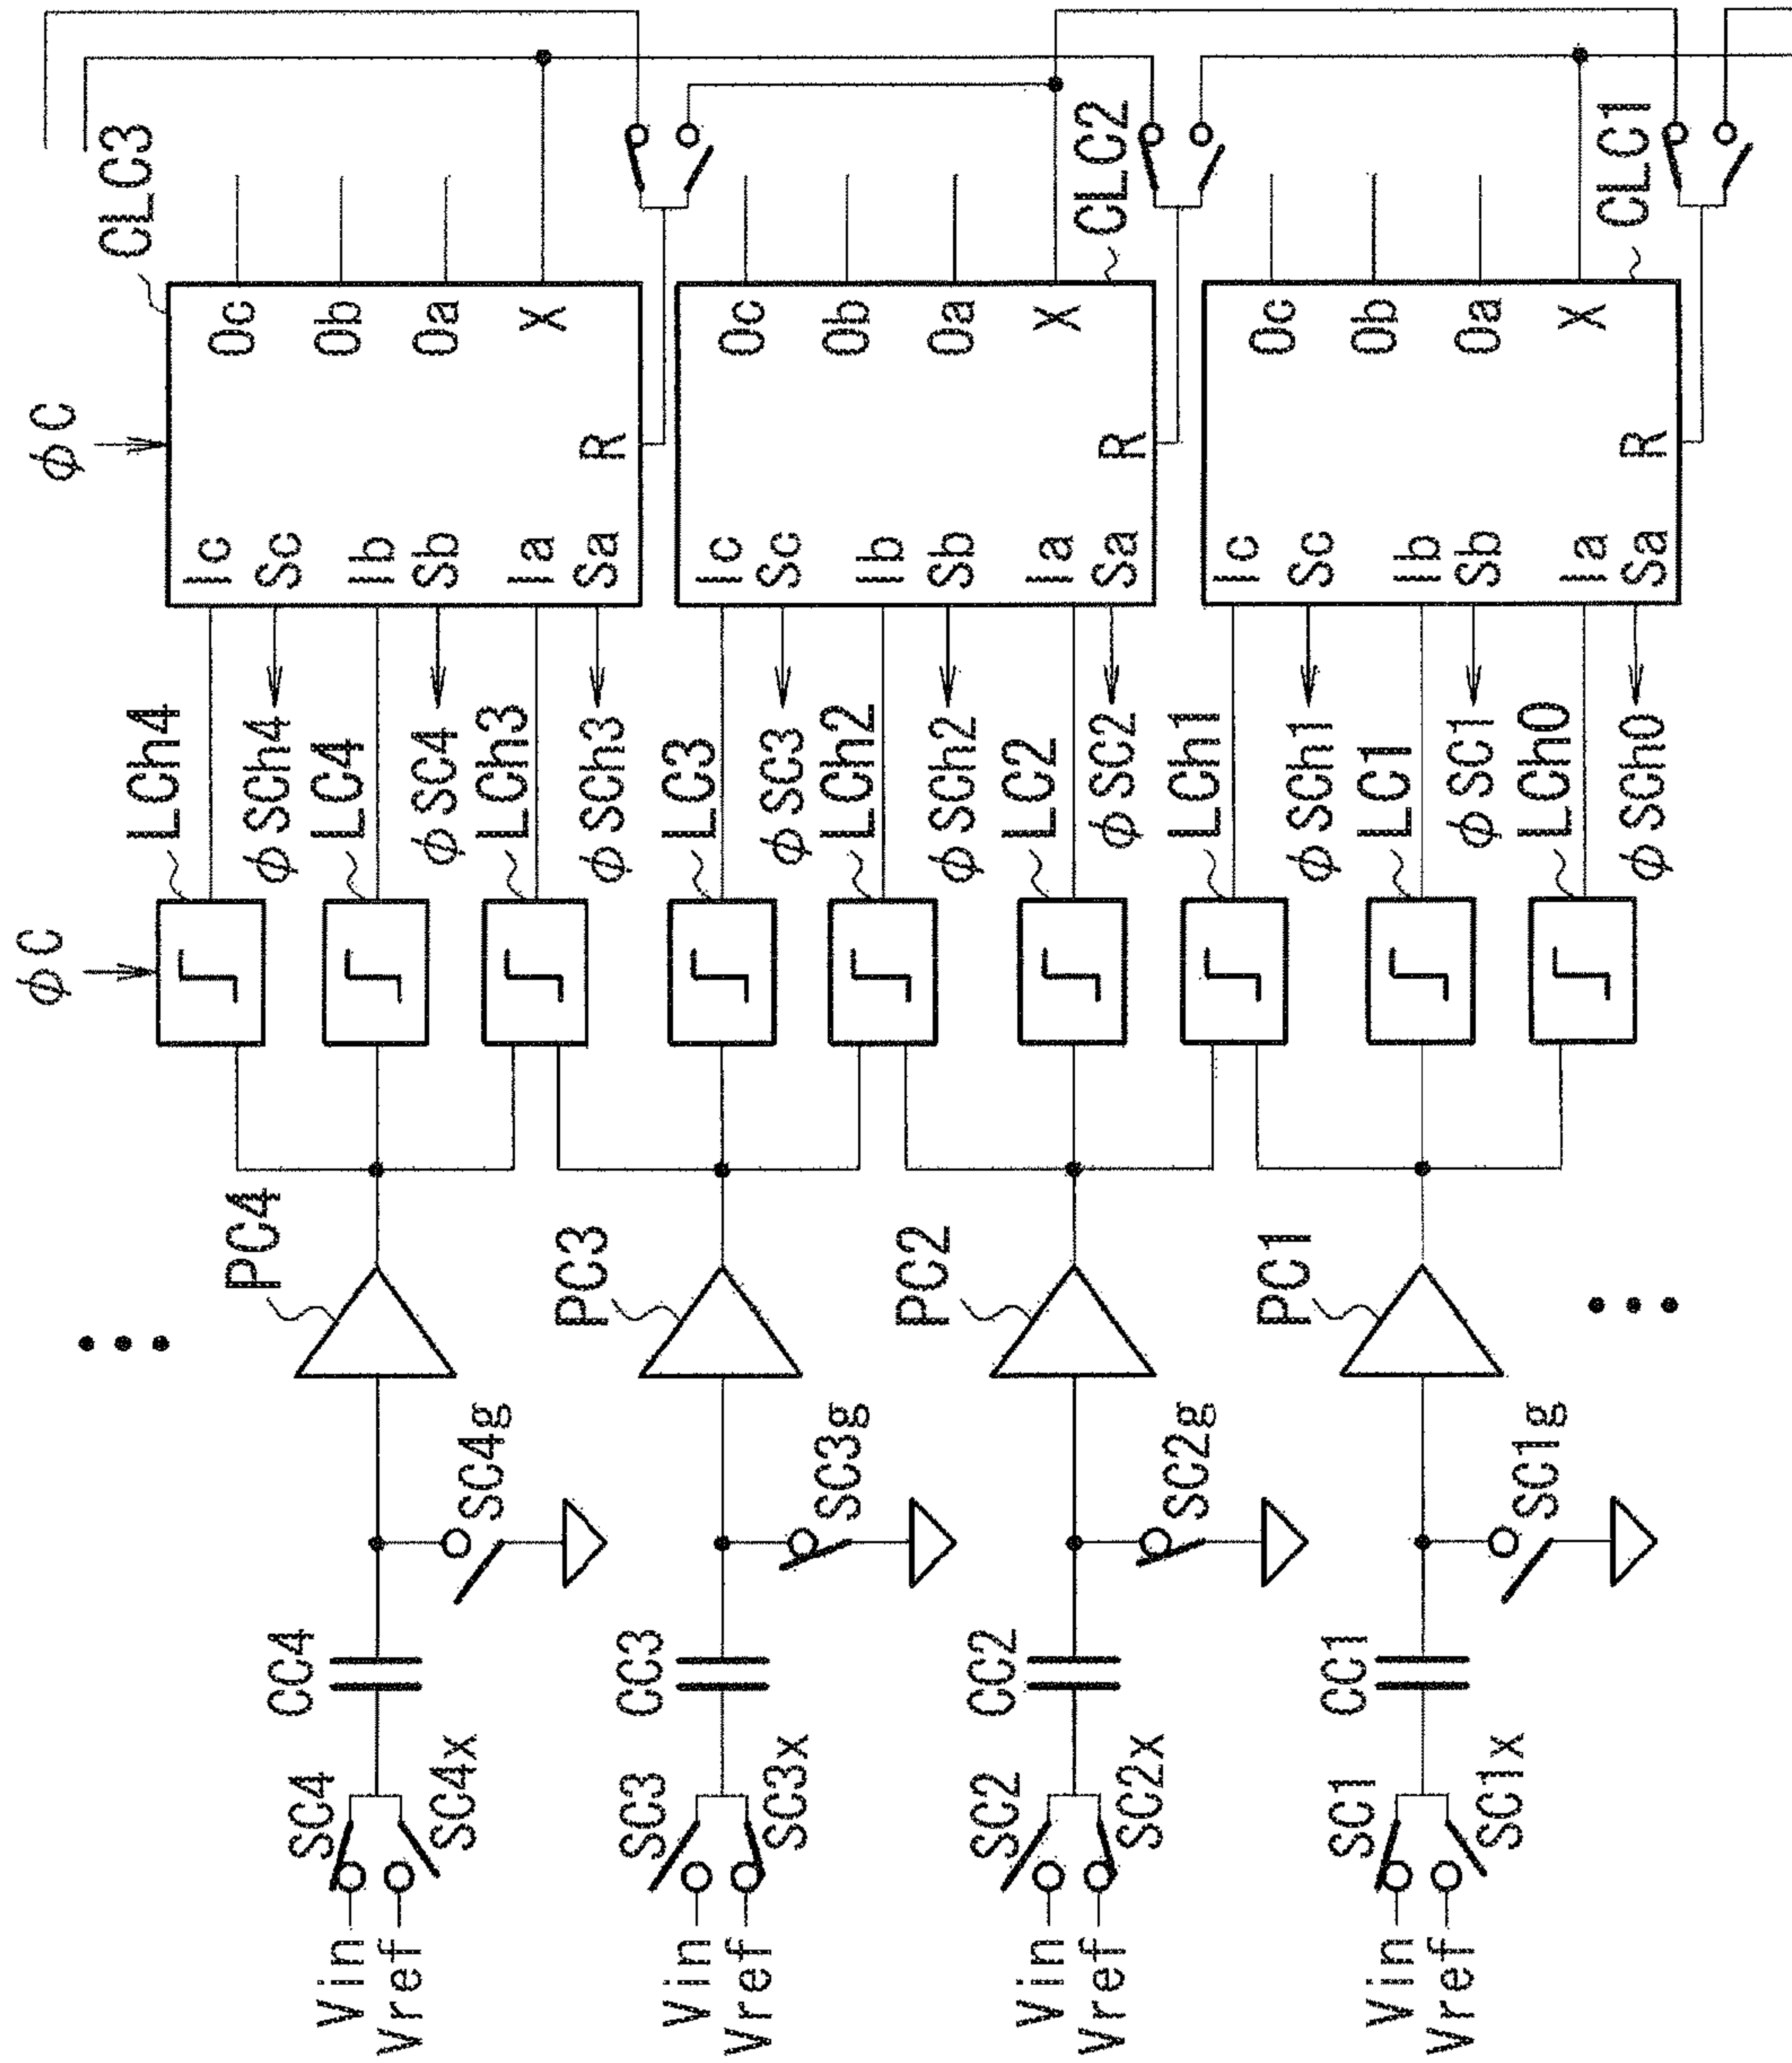 φC
φC
CLC3
Oc
Ob
Oa
X
R
Ic
Sc
Ib
Sb
Ia
Sa
CLC2
Oc
Ob
Oa
X
R
Ic
Sc
Ib
Sb
Ia
Sa
CLC1
Oc
Ob
Oa
X
R
Ic
Sc
Ib
Sb
Ia
Sa
LCh4
φSCh4
LC4
φSC4
LCh3
φSCh3
LC3
φSC3
LCh2
φSCh2
LC2
φSC2
LCh1
φSCh1
LC1
φSC1
LCh0
φSCh0
PC4
PC3
PC2
PC1
SC4g
SC3g
SC2g
SC1g
CC4
CC3
CC2
CC1
SC4
SC4x
SC3
SC3x
SC2
SC2x
SC1
SC1x
Vin
Vref
Vin
Vref
Vin
Vref
Vin
Vref